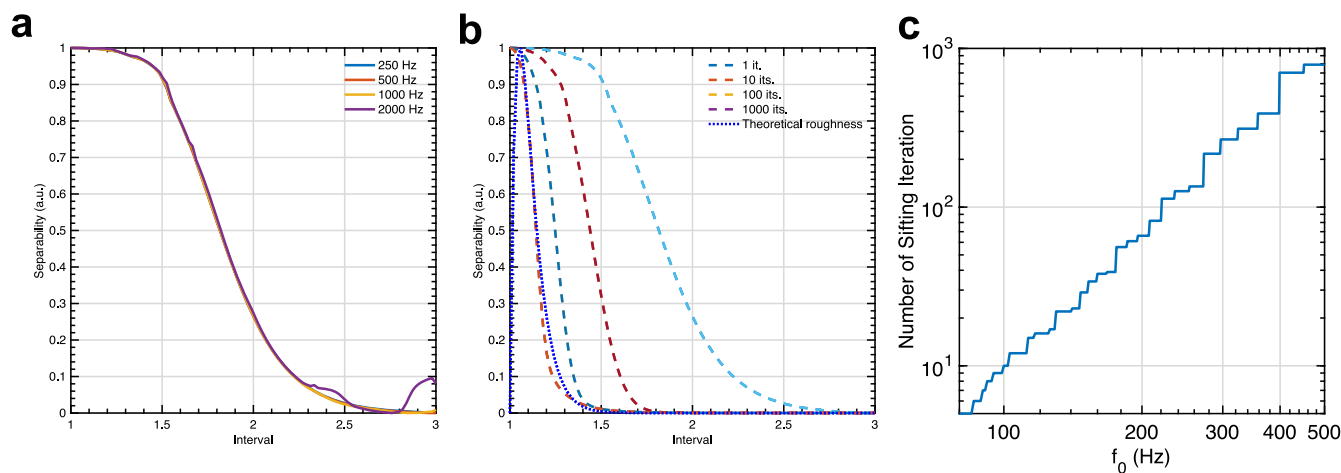 a
1
0.9
0.8
0.7
0.6
0.5
0.4
0.3
0.2
0.1
0
Separability (a.u.)
1
1.5
2
2.5
3
Interval
250 Hz
500 Hz
1000 Hz
2000 Hz
b
1
0.9
0.8
0.7
0.6
0.5
0.4
0.3
0.2
0.1
0
Separability (a.u.)
1
1.5
2
2.5
3
Interval
1 it.
10 its.
100 its.
1000 its.
Theoretical roughness
c
10³
10²
10¹
Number of Sifting Iteration
100
200
300
400
500
f₀ (Hz)